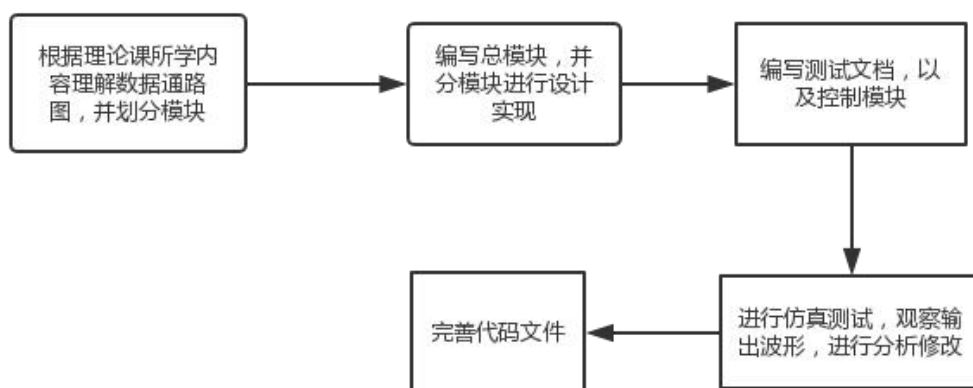 根据理论课所学内
容理解数据通路
图，并划分模块
编写总模块，并
分模块进行设计
实现
编写测试文档，以
及控制模块
进行仿真测试，观察输
出波形，进行分析修改
完善代码文件